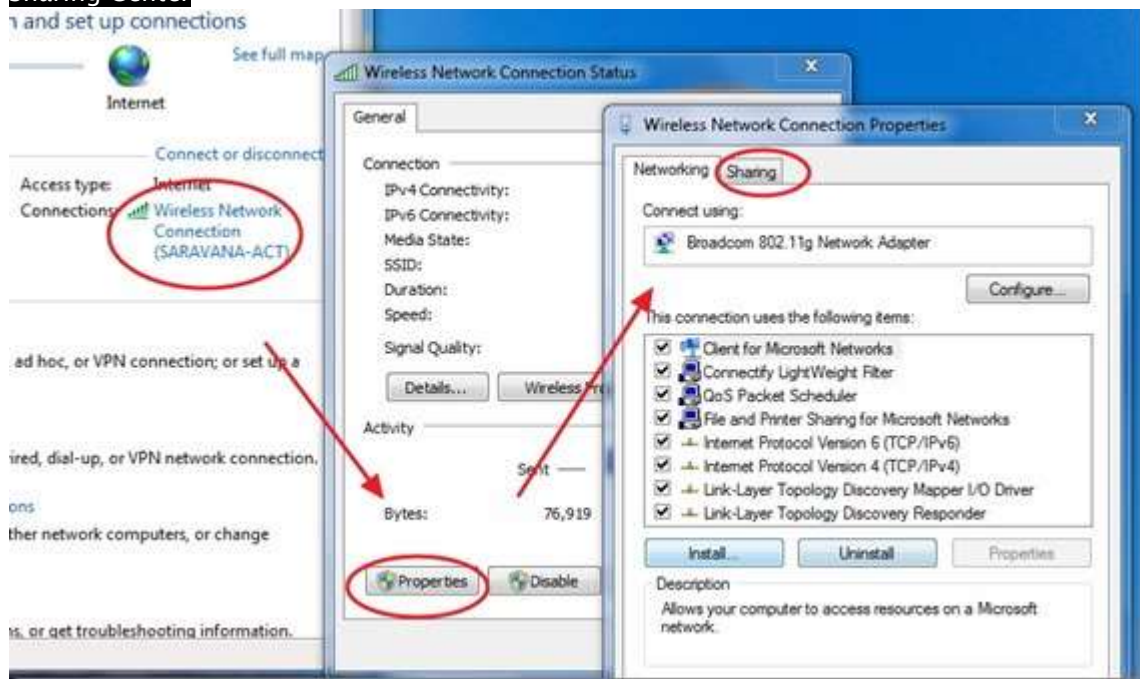 Sharing Center
n and set up connections
See full map
Internet
Connect or disconnect
Access type: Internet
Connections: Wireless Network
Connection
(SARAVANA-ACT)
ad hoc, or VPN connection; or set up a
ired, dial-up, or VPN network connection.
ons
ther network computers, or change
ns, or get troubleshooting information.
Wireless Network Connection Status
x
General
Connection
IPv4 Connectivity:
IPv6 Connectivity:
Media State:
SSID:
Duration:
Speed:
Signal Quality:
Details...
Wireless Pro
Activity
Sent
Bytes: 76,919
Properties
Disable
Wireless Network Connection Properties
x
Networking
Sharing
Connect using:
Broadcom 802.11g Network Adapter
Configure...
This connection uses the following items:
Client for Microsoft Networks
Connectify LightWeight Filter
QoS Packet Scheduler
File and Printer Sharing for Microsoft Networks
Internet Protocol Version 6 (TCP/IPv6)
Internet Protocol Version 4 (TCP/IPv4)
Link-Layer Topology Discovery Mapper I/O Driver
Link-Layer Topology Discovery Responder
Install...
Uninstall
Properties
Description
Allows your computer to access resources on a Microsoft
network.